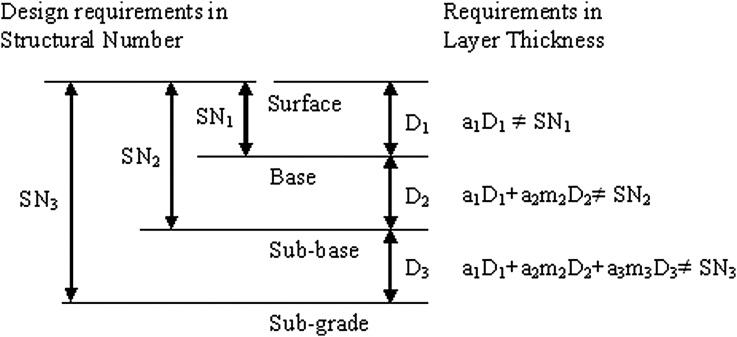 Design requirements in
Structural Number
Requirements in
Layer Thickness
Surface
SN₁
D₁
a₁D₁ ≠ SN₁
SN₂
Base
SN₃
D₂
a₁D₁+a₂m₂D₂≠ SN₂
Sub-base
D₃
a₁D₁+a₂m₂D₂+a₃m₃D₃≠ SN₃
Sub-grade